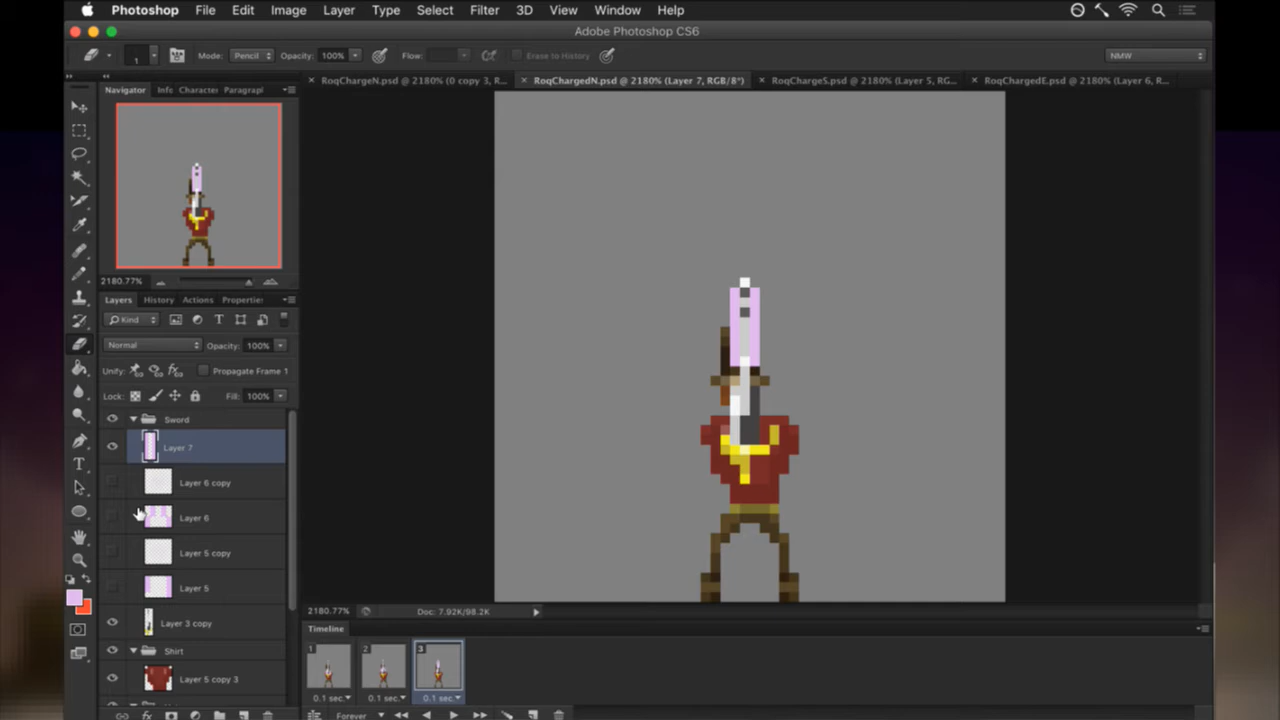 Photoshop File Edit Image Layer Type Select Filter 3D View Window Help
Adobe Photoshop CS6
1 Mode: Pencil Opacity: 100% Flow: Erase to History NMW
RoqChargeN.psd @ 2180% (0 copy 3, R... RoqChargedN.psd @ 2180% (Layer 7, RGB/8*) RoqChargeS.psd @ 2180% (Layer 5, RG... RoqChargedE.psd @ 2180% (Layer 6, R...
Navigator Info Character Paragrapl
2180.77%
Layers History Actions Properties
Kind
Normal Opacity: 100%
Unify: Propagate Frame 1
Lock: Fill: 100%
Sword
Layer 7
Layer 6 copy
Layer 6
Layer 5 copy
Layer 5
Layer 3 copy
Shirt
Layer 5 copy 3
2180.77% Doc: 7.92K/98.2K
Timeline
1 2 3
0.1 sec. 0.1 sec. 0.1 sec.
Forever